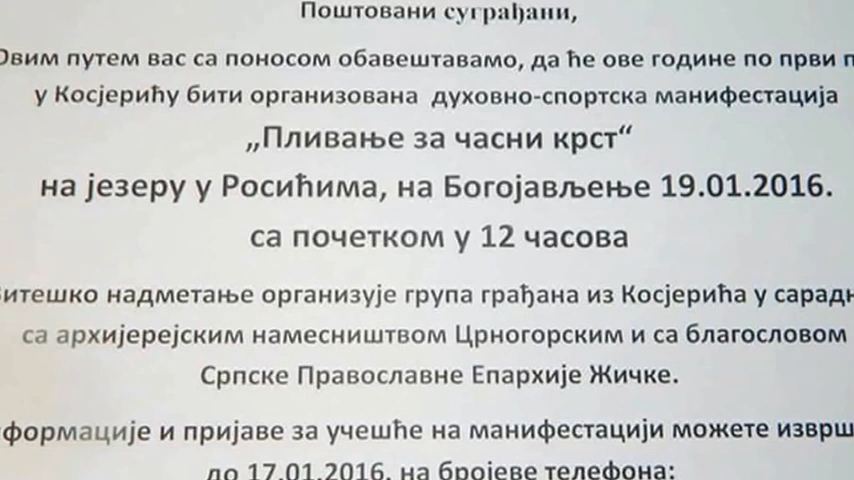 Поштовани суграђани,
Овим путем вас са поносом обавештавамо, да ће ове године по први п
у Косјерићу бити организована духовно-спортска манифестација
„Пливање за часни крст“
на језеру у Росићима, на Богојављење 19.01.2016.
са почетком у 12 часова
Витешко надметање организује група грађана из Косјерића у сарадн
са архијерејским намесништвом Црногорским и са благословом
Српске Православне Епархије Жичке.
нформације и пријаве за учешће на манифестацији можете изврш
до 17.01.2016. на бројеве телефона: